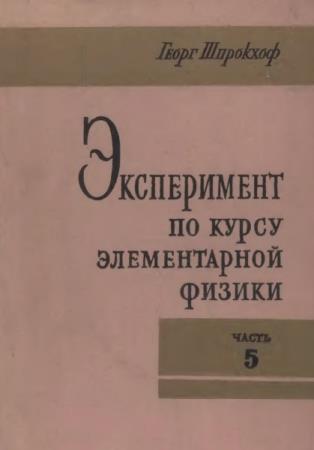 Георг Шпрокхоф
Эксперимент
по курсу
элементарной
физики
часть
5